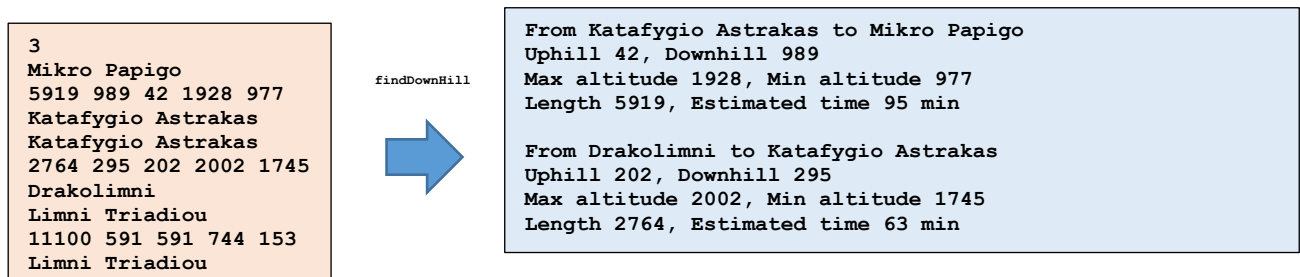 3
Mikro Papigo
5919 989 42 1928 977
Katafygio Astrakas
Katafygio Astrakas
2764 295 202 2002 1745
Drakolimni
Limni Triadiou
11100 591 591 744 153
Limni Triadiou
findDownHill
From Katafygio Astrakas to Mikro Papigo
Uphill 42, Downhill 989
Max altitude 1928, Min altitude 977
Length 5919, Estimated time 95 min
From Drakolimni to Katafygio Astrakas
Uphill 202, Downhill 295
Max altitude 2002, Min altitude 1745
Length 2764, Estimated time 63 min